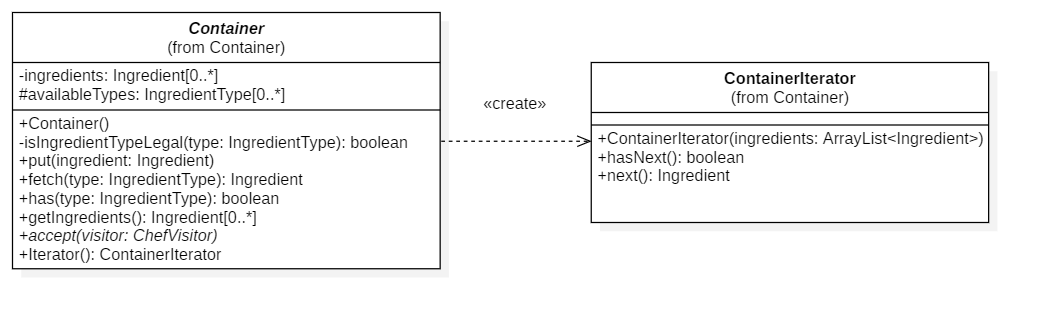 Container
(from Container)
-ingredients: Ingredient[0..*]
#availableTypes: IngredientType[0..*]
+Container()
-isIngredientTypeLegal(type: IngredientType): boolean
+put(ingredient: Ingredient)
+fetch(type: IngredientType): Ingredient
+has(type: IngredientType): boolean
+getIngredients(): Ingredient[0..*]
+accept(visitor: ChefVisitor)
+Iterator(): ContainerIterator
«create»
ContainerIterator
(from Container)
+ContainerIterator(ingredients: ArrayList<Ingredient>)
+hasNext(): boolean
+next(): Ingredient